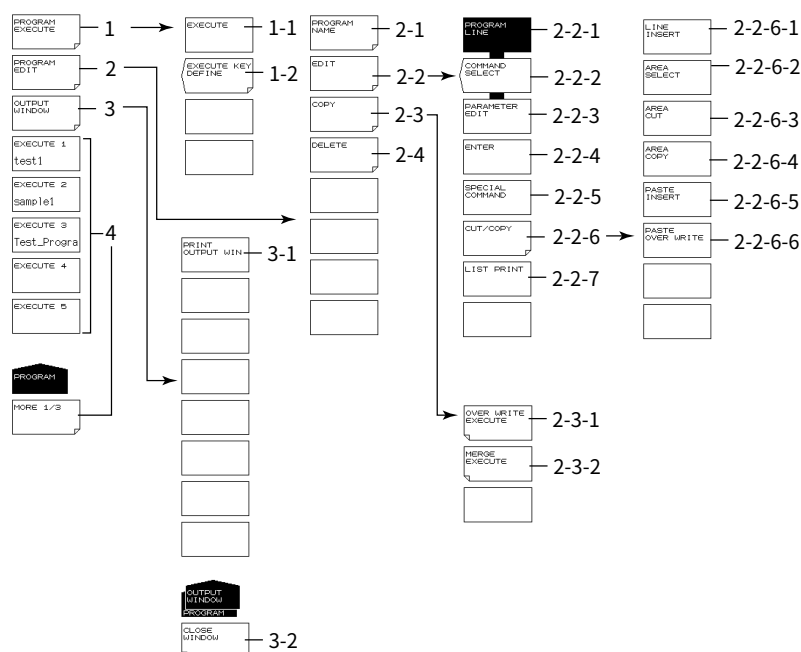 PROGRAM
EXECUTE
1
PROGRAM
EDIT
2
OUTPUT
WINDOW
3
EXECUTE 1
test1
EXECUTE 2
sample1
EXECUTE 3
Test_Progra
4
EXECUTE 4
EXECUTE 5
PROGRAM
MORE 1/3
EXECUTE
1-1
EXECUTE KEY
DEFINE
1-2
PRINT
OUTPUT WIN
3-1
OUTPUT
WINDOW
PROGRAM
CLOSE
WINDOW
3-2
PROGRAM
NAME
2-1
EDIT
2-2
COPY
2-3
DELETE
2-4
PROGRAM
LINE
2-2-1
COMMAND
SELECT
2-2-2
PARAMETER
EDIT
2-2-3
ENTER
2-2-4
SPECIAL
COMMAND
2-2-5
CUT/COPY
2-2-6
LIST PRINT
2-2-7
OVER WRITE
EXECUTE
2-3-1
MERGE
EXECUTE
2-3-2
LINE
INSERT
2-2-6-1
AREA
SELECT
2-2-6-2
AREA
CUT
2-2-6-3
AREA
COPY
2-2-6-4
PASTE
INSERT
2-2-6-5
PASTE
OVER WRITE
2-2-6-6